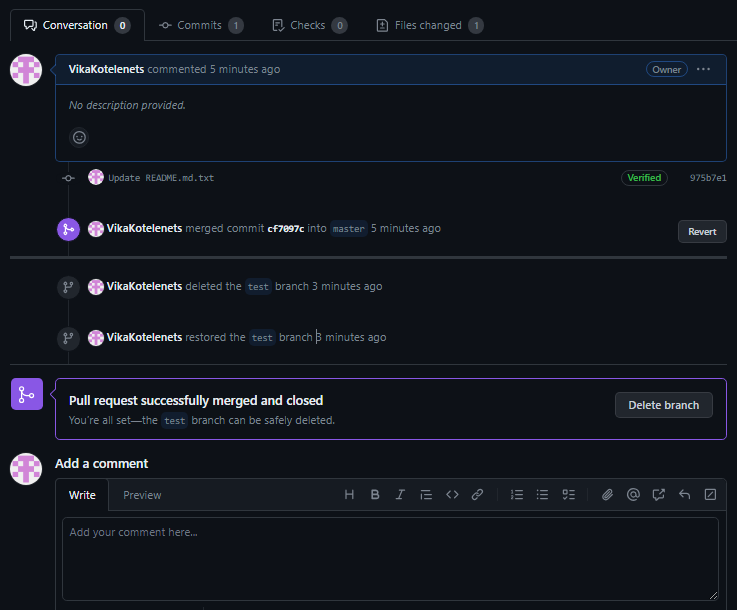 Conversation 0 Commits 1 Checks 0 Files changed 1
VikaKotelenets commented 5 minutes ago Owner
No description provided.
Update README.md.txt Verified 975b7e1
VikaKotelenets merged commit cf7097c into master 5 minutes ago Revert
VikaKotelenets deleted the test branch 3 minutes ago
VikaKotelenets restored the test branch 3 minutes ago
Pull request successfully merged and closed
You're all set—the test branch can be safely deleted.
Delete branch
Add a comment
Write Preview
Add your comment here...